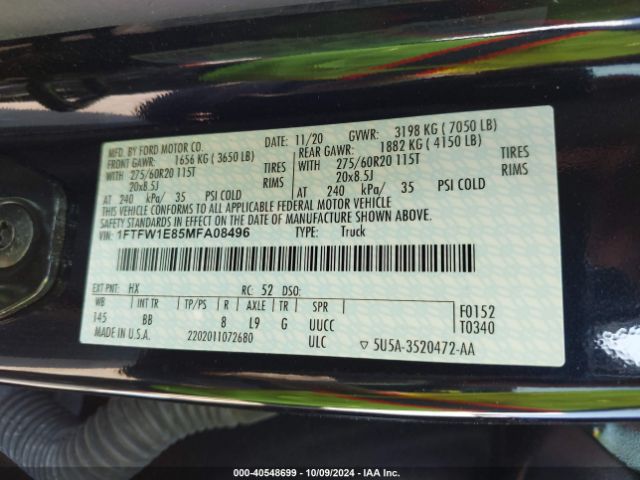 MFD. BY FORD MOTOR CO. DATE: 11/20 GVWR: 3198 KG (7050 LB)
FRONT GAWR: 1656 KG (3650 LB) REAR GAWR: 1882 KG (4150 LB)
WITH 275/60R20 115T TIRES WITH 275/60R20 115T TIRES
20x8.5J RIMS 20x8.5J RIMS
AT 240 kPa/ 35 PSI COLD AT 240 kPa/ 35 PSI COLD
THIS VEHICLE CONFORMS TO ALL APPLICABLE FEDERAL MOTOR VEHICLE
SAFETY STANDARDS IN EFFECT ON THE DATE OF MANUFACTURE SHOWN ABOVE.
VIN: 1FTFW1E85MFA08496 TYPE: Truck
EXT PNT: HX RC: 52 DSO:
WB INT TR TP/PS R AXLE TR SPR F0152
145 BB 8 L9 G UUCC T0340
MADE IN U.S.A. 2202011072680 ULC ▽ 5U5A-3520472-AA
000-40548699 - 10/09/2024 - IAA Inc.